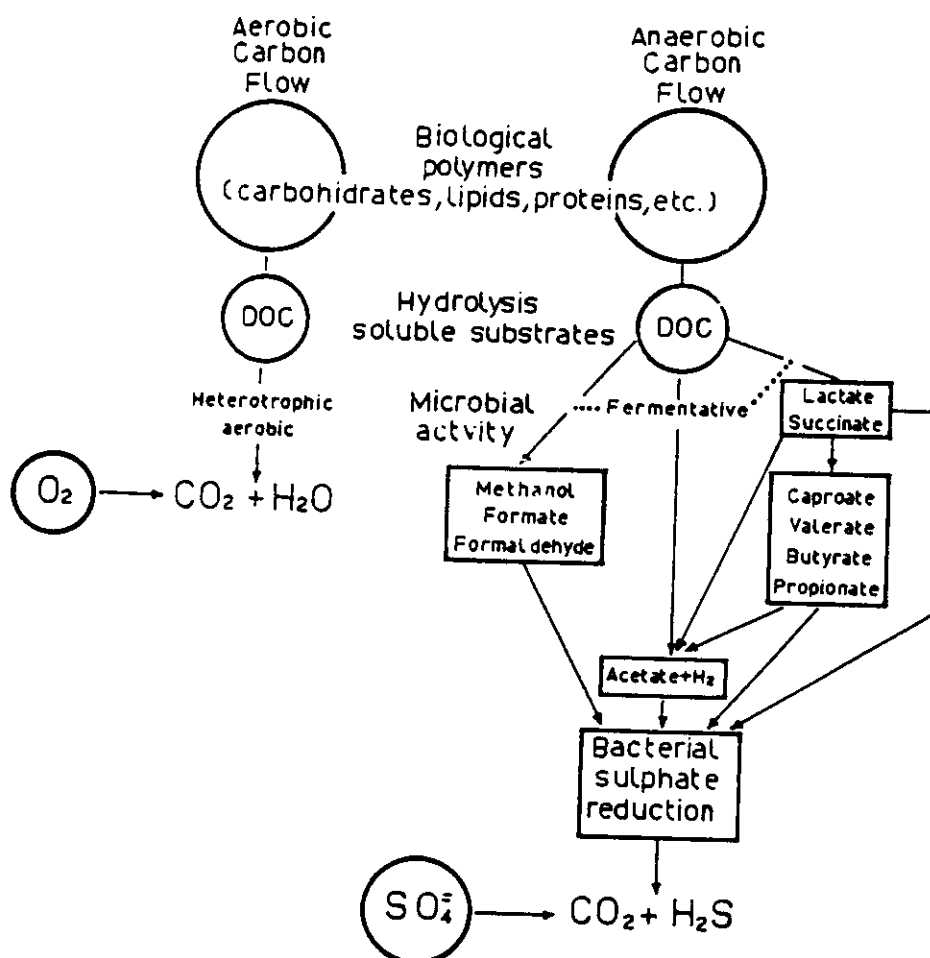 Aerobic
Carbon
Flow
Anaerobic
Carbon
Flow
Biological
polymers
(carbohidrates, lipids, proteins, etc.)
DOC
Hydrolysis
soluble substrates
DOC
Heterotrophic
aerobic
Microbial
actvity
Fermentative
Lactate
Succinate
O₂
CO₂ + H₂O
Methanol
Formate
Formaldehyde
Caproate
Valerate
Butyrate
Propionate
Acetate+H₂
Bacterial
sulphate
reduction
SO₄⁼
CO₂ + H₂S